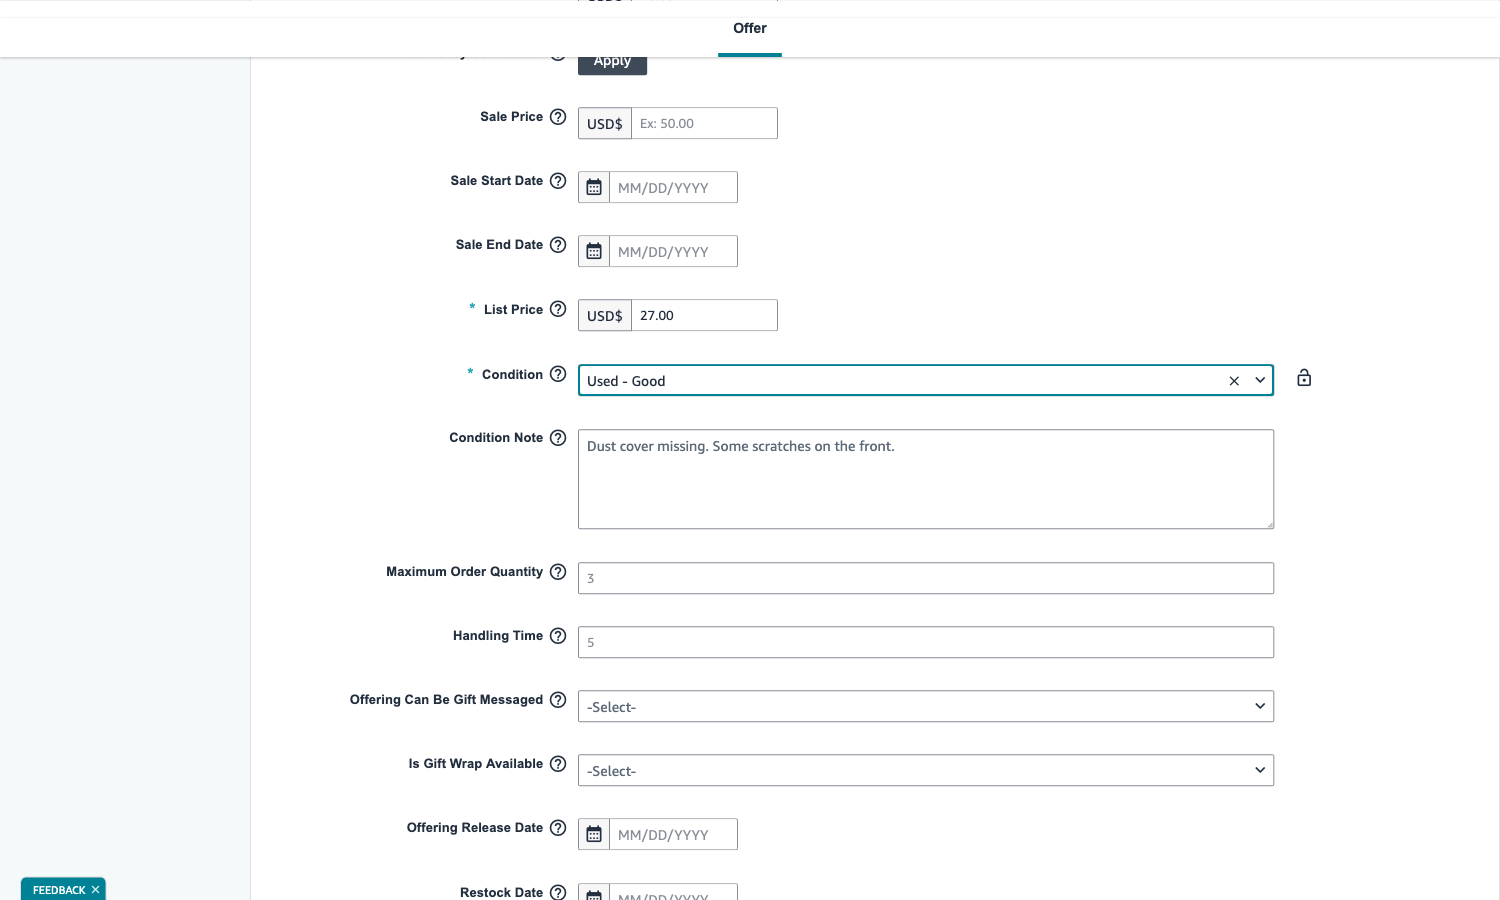 Offer
Apply
Sale Price
USD$ Ex: 50.00
Sale Start Date
MM/DD/YYYY
Sale End Date
MM/DD/YYYY
* List Price
USD$ 27.00
* Condition
Used - Good
Condition Note
Dust cover missing. Some scratches on the front.
Maximum Order Quantity
3
Handling Time
5
Offering Can Be Gift Messaged
-Select-
Is Gift Wrap Available
-Select-
Offering Release Date
MM/DD/YYYY
Restock Date
MM/DD/YYYY
FEEDBACK